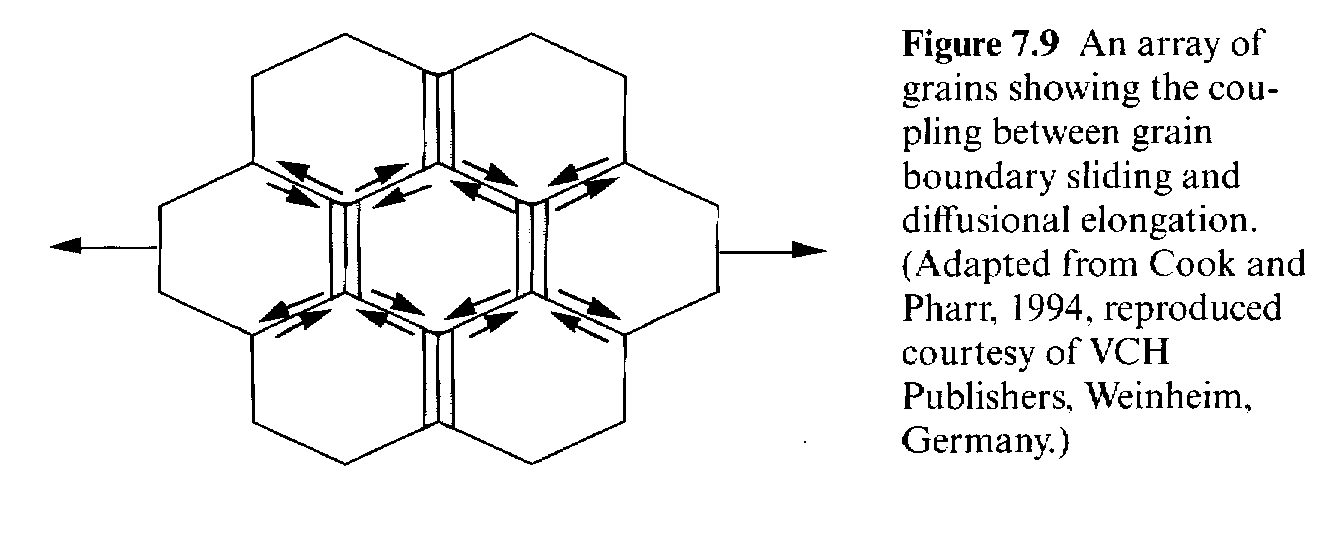 Figure 7.9 An array of
grains showing the cou-
pling between grain
boundary sliding and
diffusional elongation.
(Adapted from Cook and
Pharr, 1994, reproduced
courtesy of VCH
Publishers, Weinheim,
Germany.)